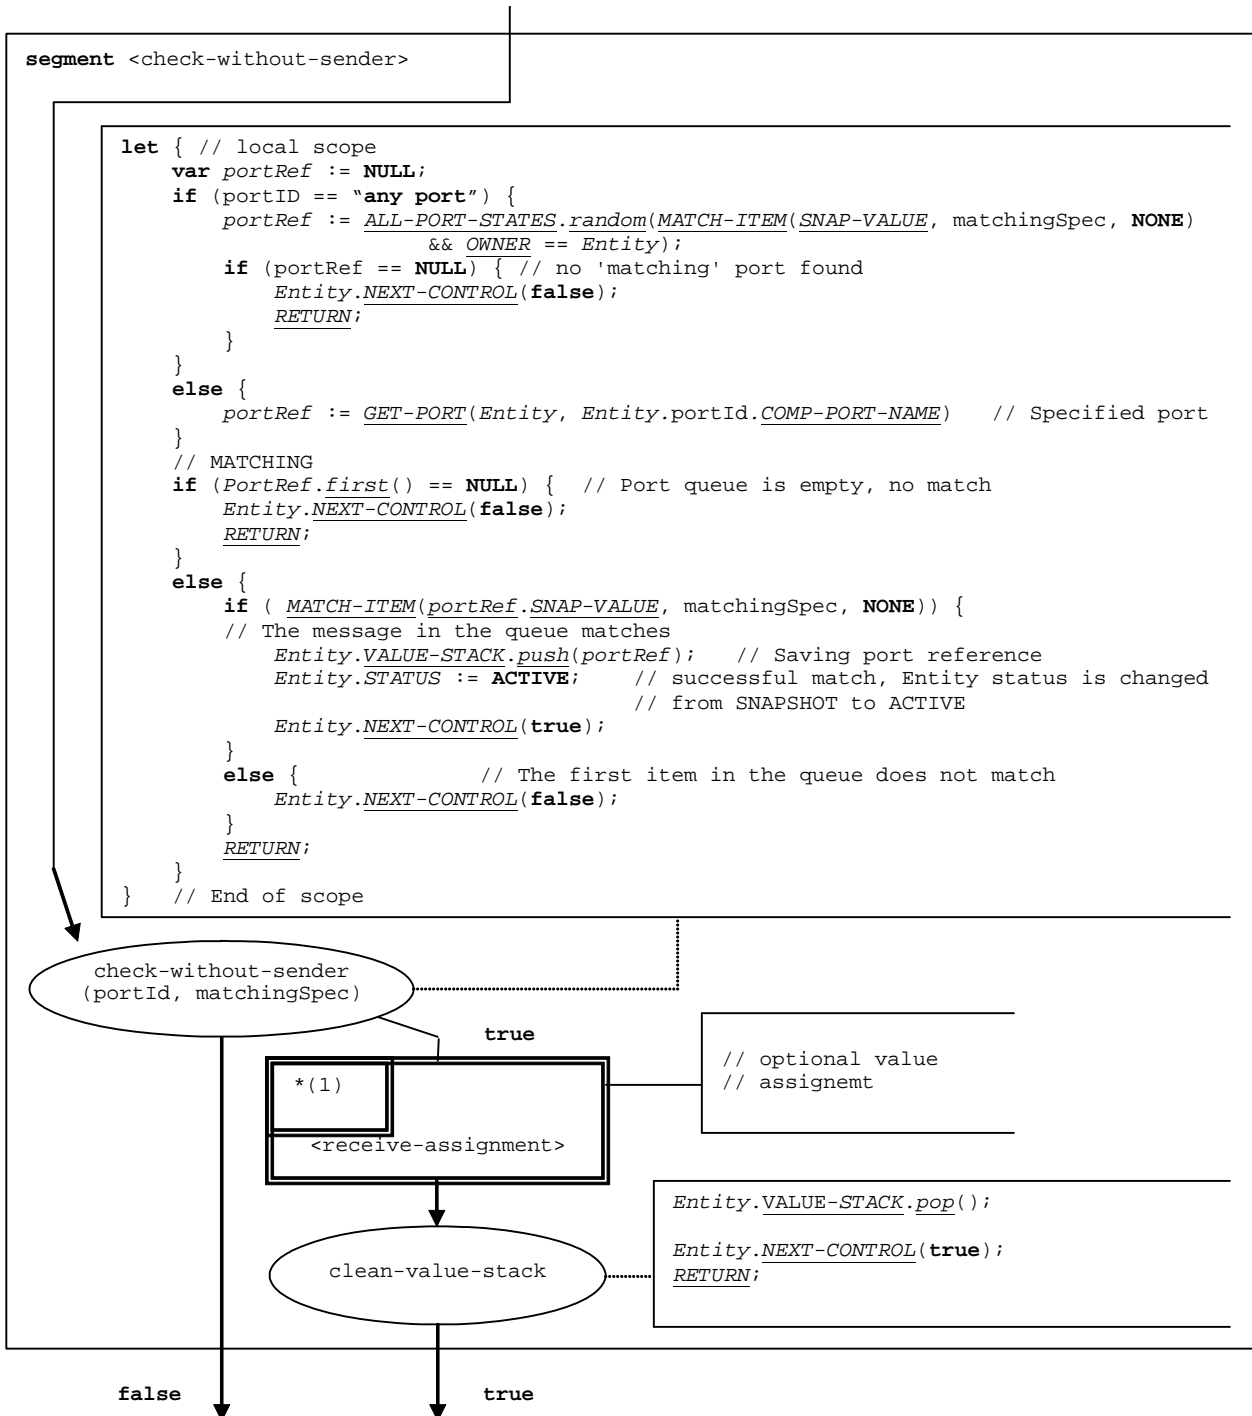 segment <check-without-sender>
let { // local scope
var portRef := NULL;
if (portID == “any port”) {
portRef := ALL-PORT-STATES.random(MATCH-ITEM(SNAP-VALUE, matchingSpec, NONE)
&& OWNER == Entity);
if (portRef == NULL) { // no 'matching' port found
Entity.NEXT-CONTROL(false);
RETURN;
}
}
else {
portRef := GET-PORT(Entity, Entity.portId.COMP-PORT-NAME) // Specified port
}
// MATCHING
if (PortRef.first() == NULL) { // Port queue is empty, no match
Entity.NEXT-CONTROL(false);
RETURN;
}
else {
if ( MATCH-ITEM(portRef.SNAP-VALUE, matchingSpec, NONE)) {
// The message in the queue matches
Entity.VALUE-STACK.push(portRef); // Saving port reference
Entity.STATUS := ACTIVE; // successful match, Entity status is changed
// from SNAPSHOT to ACTIVE
Entity.NEXT-CONTROL(true);
}
else { // The first item in the queue does not match
Entity.NEXT-CONTROL(false);
}
RETURN;
}
} // End of scope
check-without-sender
(portId, matchingSpec)
true
*(1)
<receive-assignment>
// optional value
// assignemt
clean-value-stack
Entity.VALUE-STACK.pop();
Entity.NEXT-CONTROL(true);
RETURN;
false
true